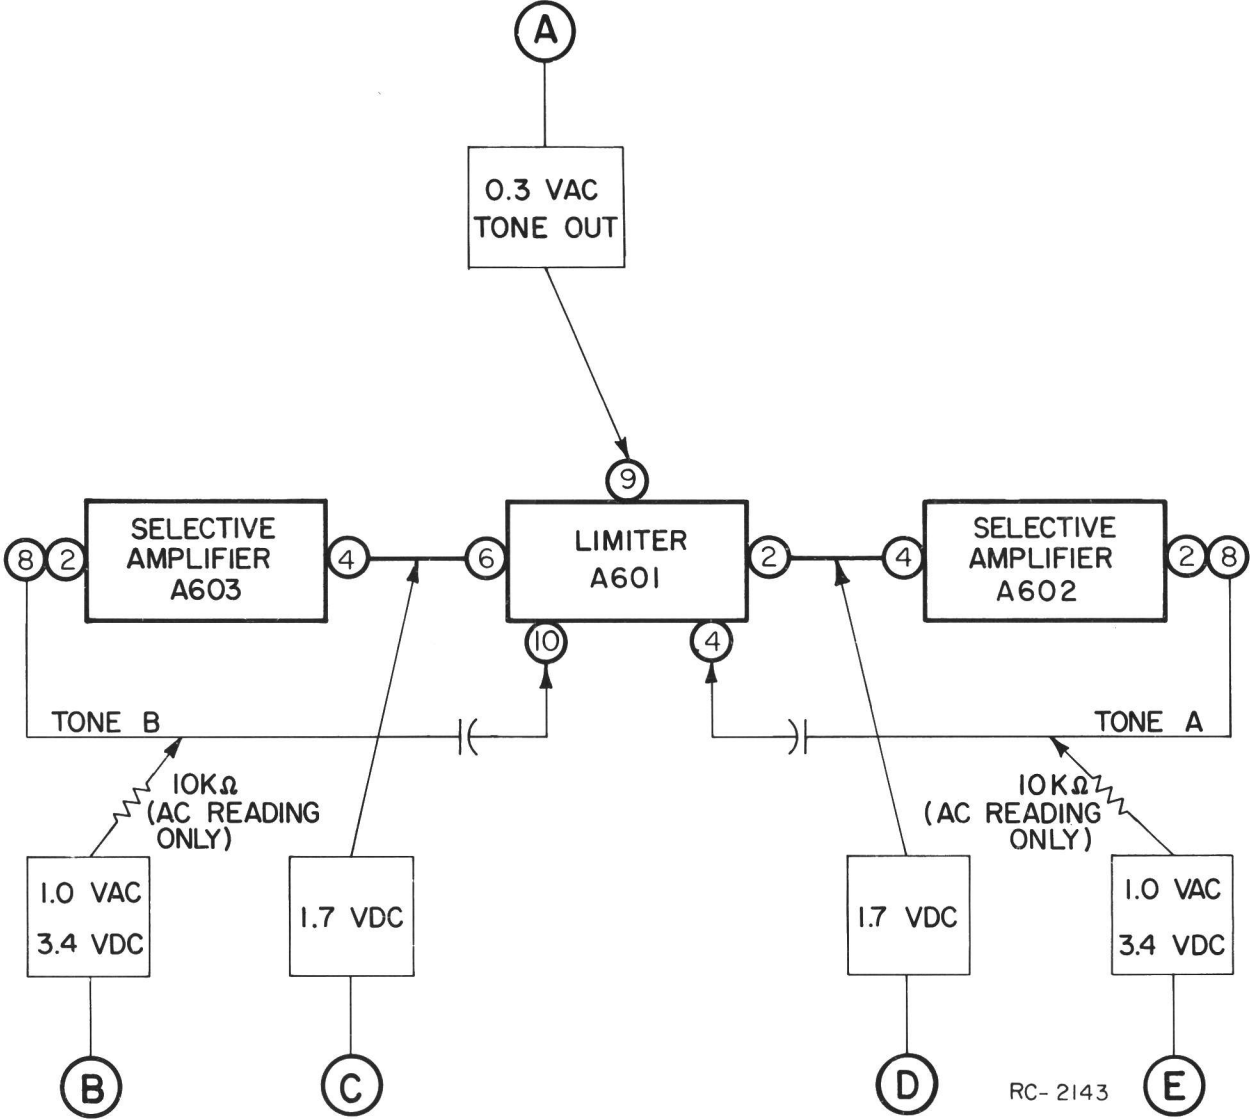 A
0.3 VAC
TONE OUT
9
SELECTIVE
AMPLIFIER
A603
8
2
4
6
LIMITER
A601
10
4
2
4
SELECTIVE
AMPLIFIER
A602
2
8
TONE B
TONE A
10KΩ
(AC READING
ONLY)
10KΩ
(AC READING
ONLY)
1.0 VAC
3.4 VDC
1.7 VDC
1.7 VDC
1.0 VAC
3.4 VDC
B
C
D
RC-2143
E